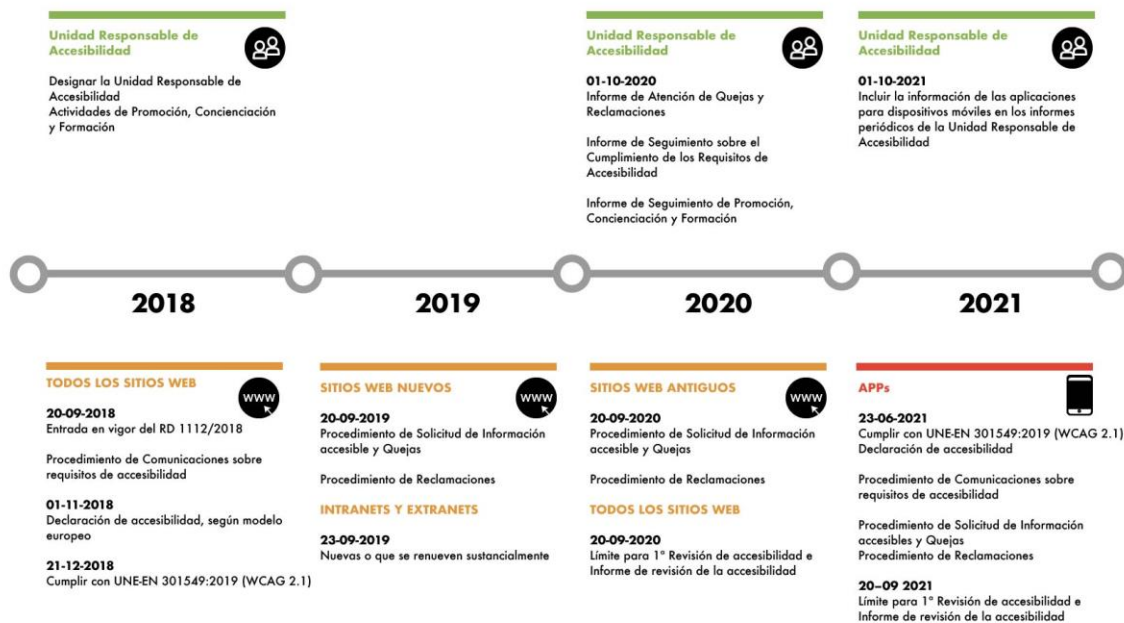 Unidad Responsable de
Accesibilidad
Designar la Unidad Responsable de
Accesibilidad
Actividades de Promoción, Concienciación
y Formación
Unidad Responsable de
Accesibilidad
01-10-2020
Informe de Atención de Quejas y
Reclamaciones
Informe de Seguimiento sobre el
Cumplimiento de los Requisitos de
Accesibilidad
Informe de Seguimiento de Promoción,
Concienciación y Formación
Unidad Responsable de
Accesibilidad
01-10-2021
Incluir la información de las aplicaciones
para dispositivos móviles en los informes
periódicos de la Unidad Responsable de
Accesibilidad
2018
2019
2020
2021
TODOS LOS SITIOS WEB
www
20-09-2018
Entrada en vigor del RD 1112/2018
Procedimiento de Comunicaciones sobre
requisitos de accesibilidad
01-11-2018
Declaración de accesibilidad, según modelo
europeo
21-12-2018
Cumplir con UNE-EN 301549:2019 (WCAG 2.1)
SITIOS WEB NUEVOS
www
20-09-2019
Procedimiento de Solicitud de Información
accesible y Quejas
Procedimiento de Reclamaciones
INTRANETS Y EXTRANETS
23-09-2019
Nuevas o que se renueven sustancialmente
SITIOS WEB ANTIGUOS
www
20-09-2020
Procedimiento de Solicitud de Información
accesible y Quejas
Procedimiento de Reclamaciones
TODOS LOS SITIOS WEB
20-09-2020
Límite para 1º Revisión de accesibilidad e
Informe de revisión de la accesibilidad
APPs
23-06-2021
Cumplir con UNE-EN 301549:2019 (WCAG 2.1)
Declaración de accesibilidad
Procedimiento de Comunicaciones sobre
requisitos de accesibilidad
Procedimiento de Solicitud de Información
accesibles y Quejas
Procedimiento de Reclamaciones
20–09 2021
Límite para 1º Revisión de accesibilidad e
Informe de revisión de la accesibilidad